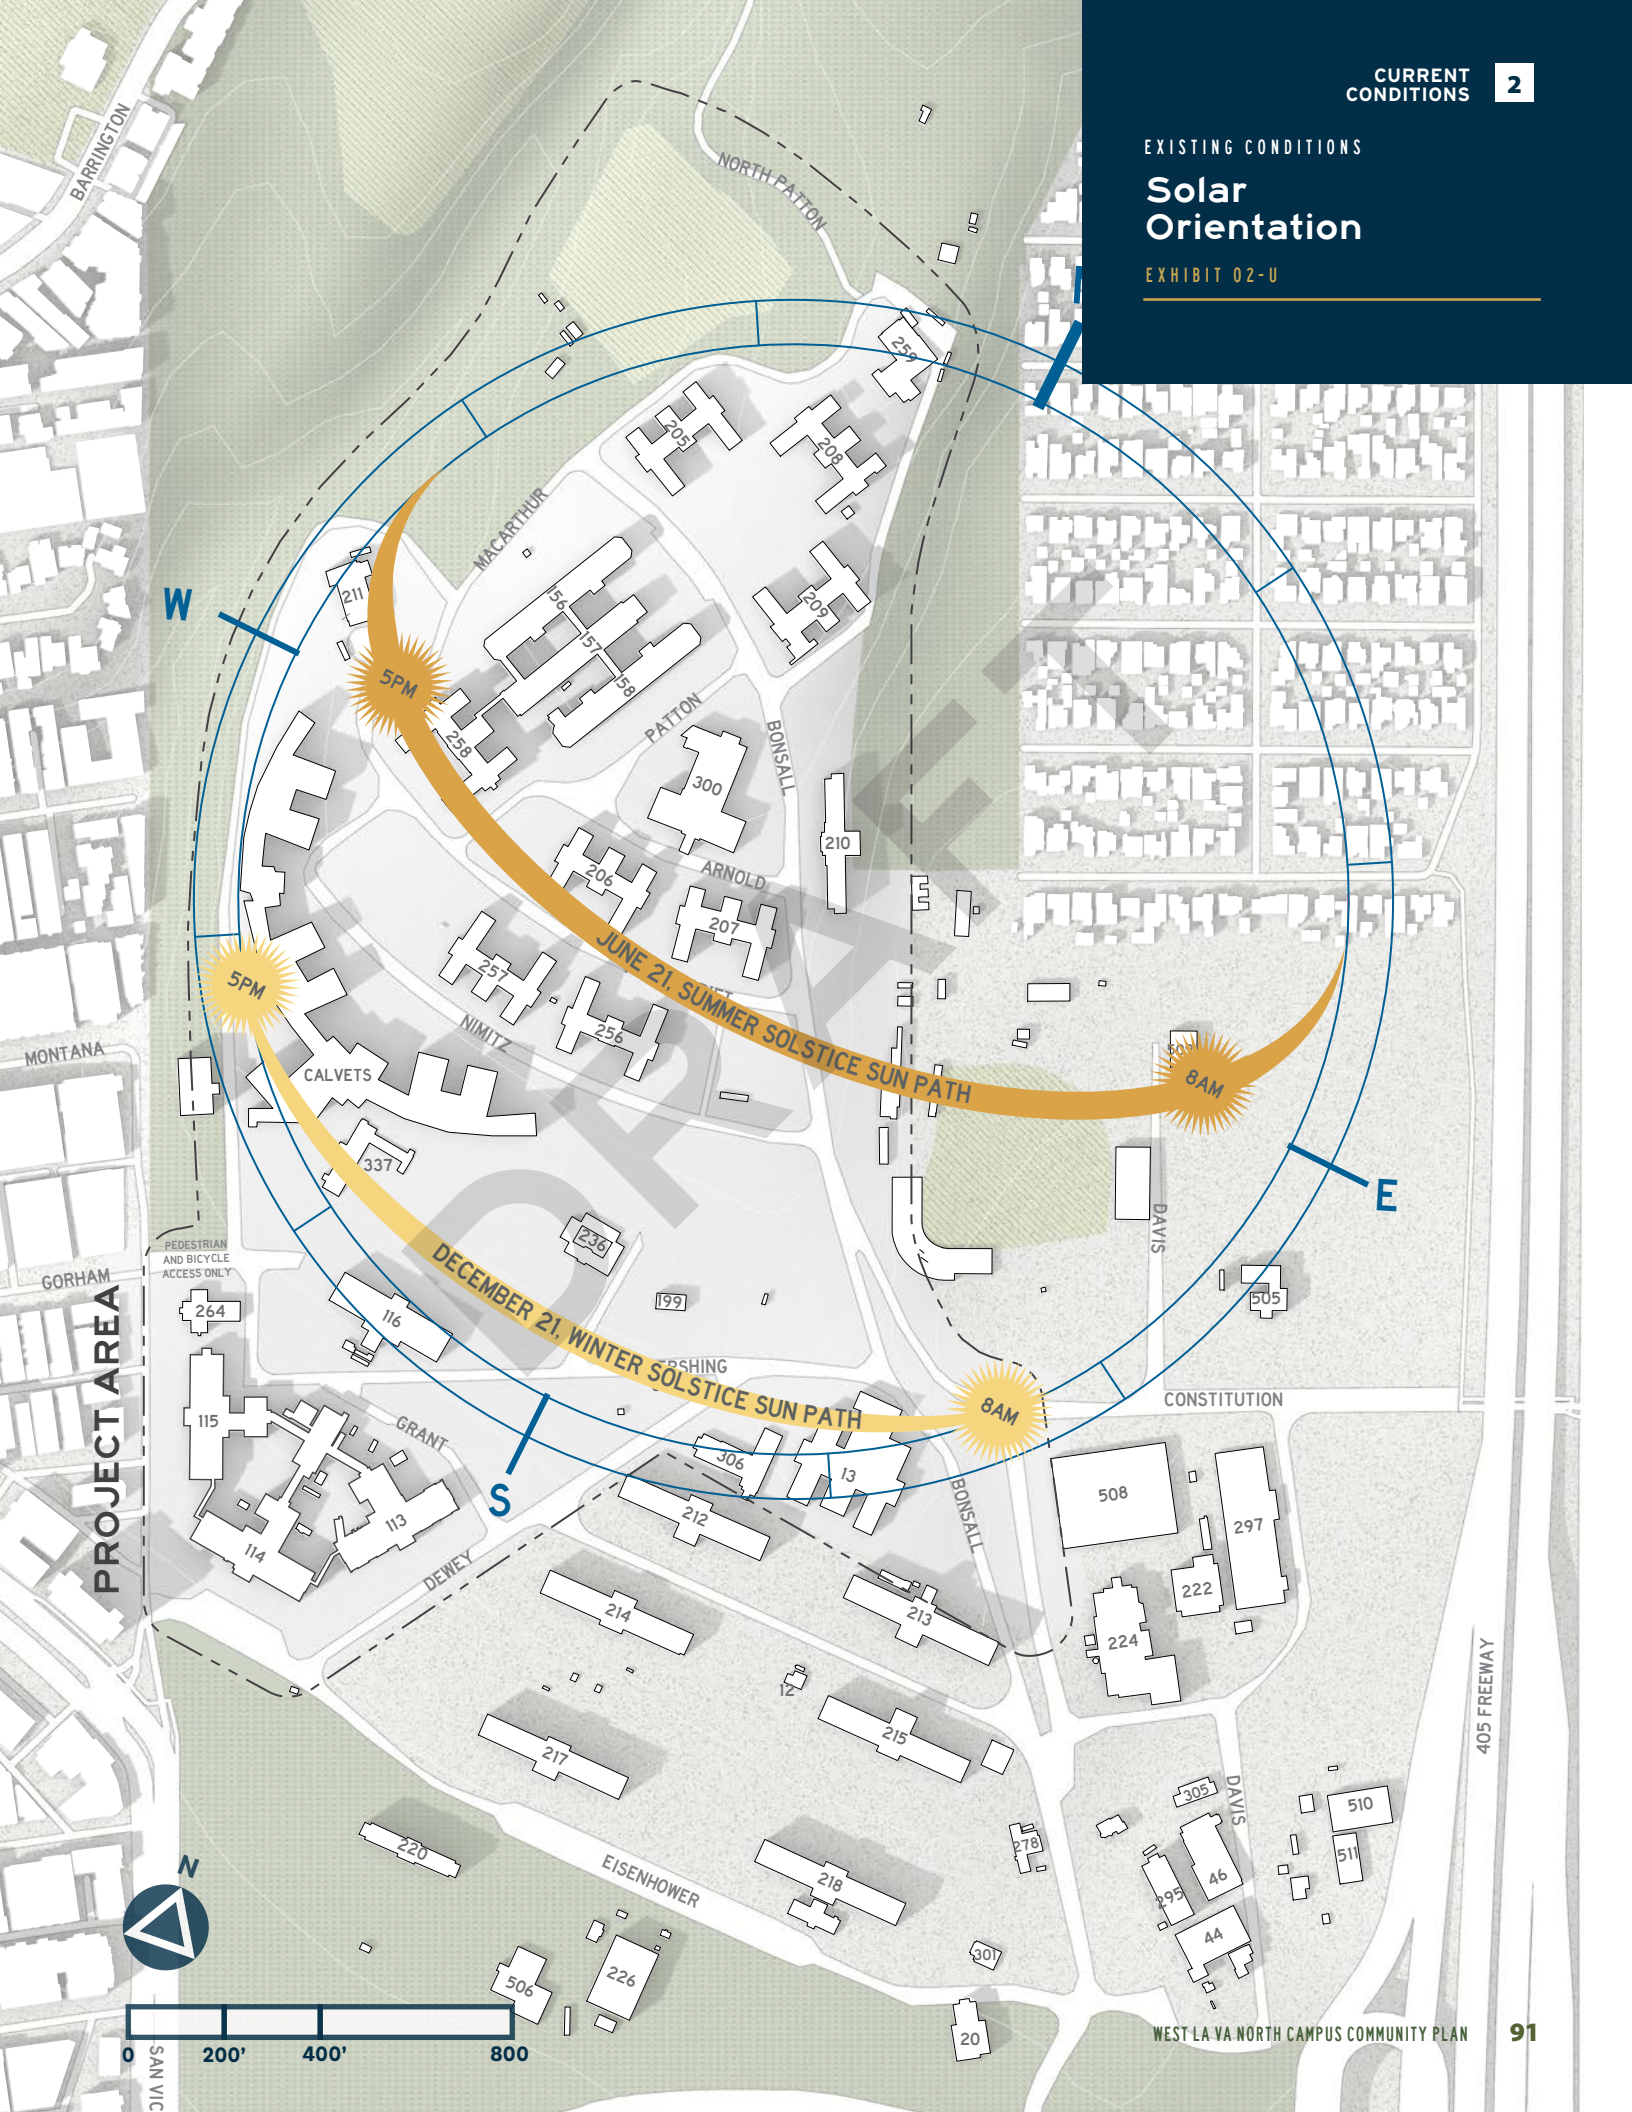 CURRENT
CONDITIONS
2
EXISTING CONDITIONS
Solar
Orientation
EXHIBIT 02-U
BARRINGTON
NORTH PATTON
259
205
208
MACARTHUR
211
W
156
157
158
209
5PM
258
PATTON
BONSALL
300
210
206
ARNOLD
207
257
256
NIMITZ
5PM
JUNE 21, SUMMER SOLSTICE SUN PATH
8AM
MONTANA
CALVETS
337
E
DAVIS
236
PEDESTRIAN
AND BICYCLE
ACCESS ONLY
GORHAM
264
116
199
505
DECEMBER 21, WINTER SOLSTICE SUN PATH
8AM
CONSTITUTION
PROJECT AREA
115
GRANT
S
306
13
BONSALL
508
297
212
113
114
DEWEY
222
214
213
224
12
405 FREEWAY
215
217
DAVIS
305
510
220
278
511
EISENHOWER
218
46
295
N
44
301
506
226
20
0
200'
400'
800
SAN VIC
DRAFT
WEST LA VA NORTH CAMPUS COMMUNITY PLAN
91